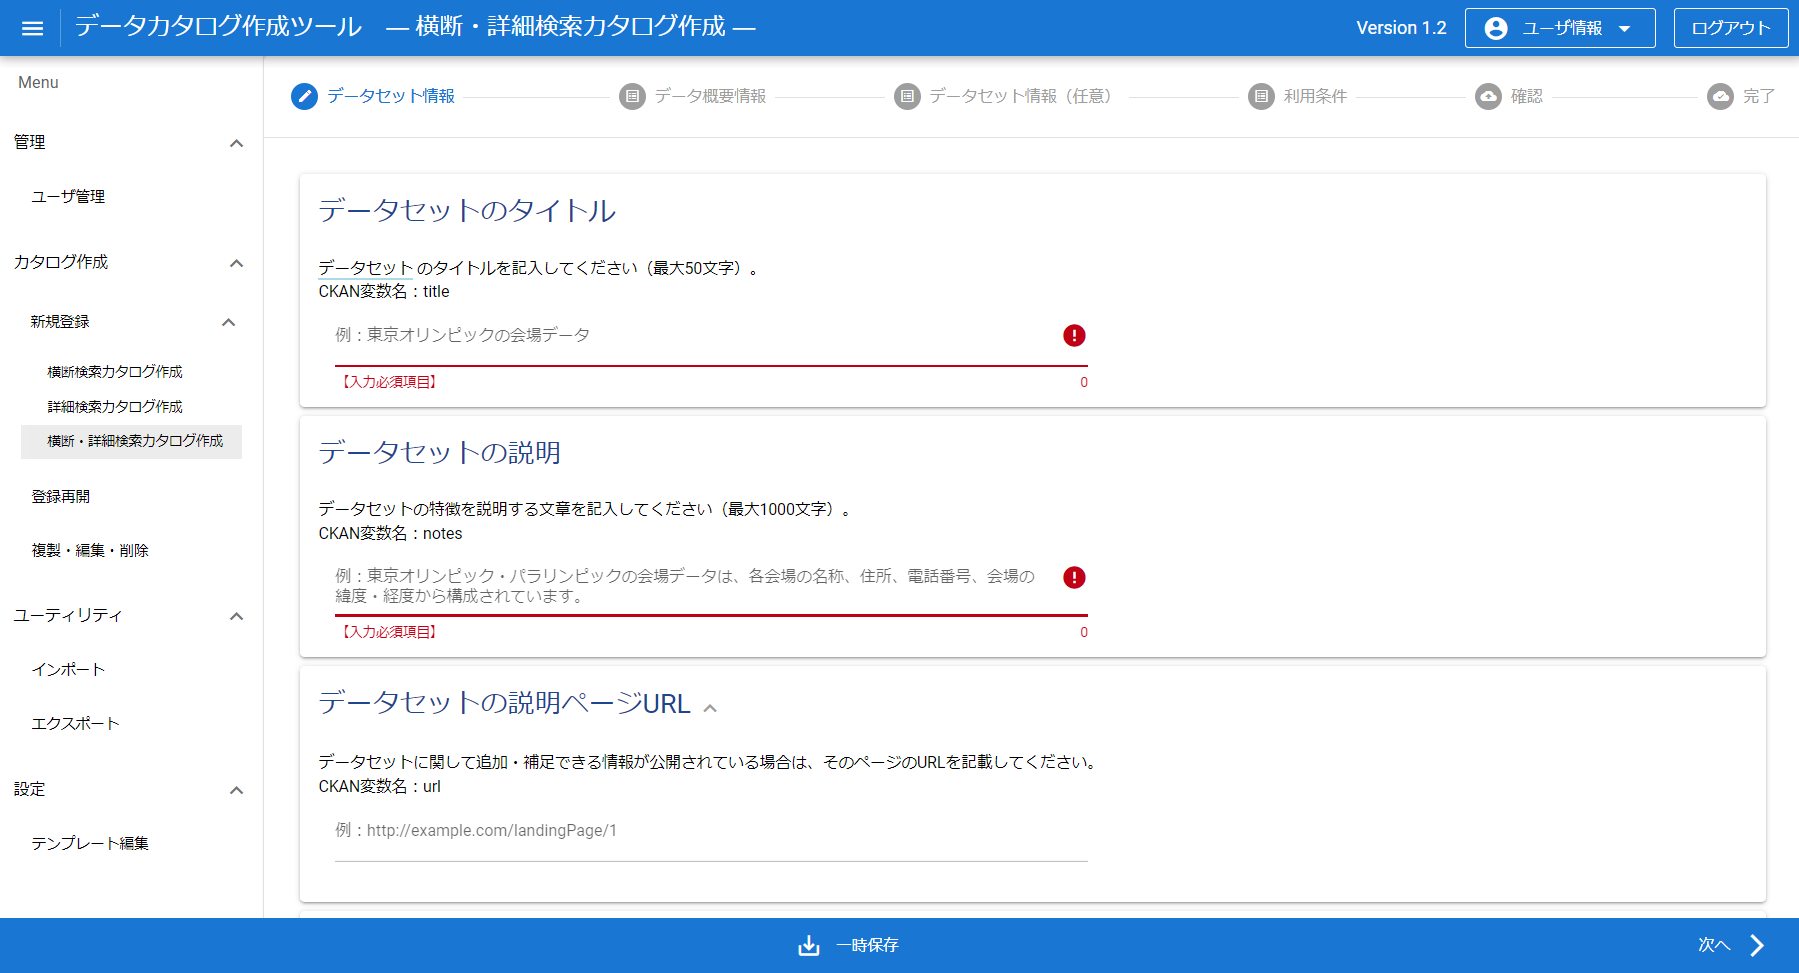 データカタログ作成ツール　― 横断・詳細検索カタログ作成 ―
Version 1.2
ユーザ情報
ログアウト
Menu
管理
ユーザ管理
カタログ作成
新規登録
横断検索カタログ作成
詳細検索カタログ作成
横断・詳細検索カタログ作成
登録再開
複製・編集・削除
ユーティリティ
インポート
エクスポート
設定
テンプレート編集
データセット情報
データ概要情報
データセット情報（任意）
利用条件
確認
完了
データセットのタイトル
データセット のタイトルを記入してください（最大50文字）。
CKAN変数名：title
例：東京オリンピックの会場データ
【入力必須項目】
0
データセットの説明
データセットの特徴を説明する文章を記入してください（最大1000文字）。
CKAN変数名：notes
例：東京オリンピック・パラリンピックの会場データは、各会場の名称、住所、電話番号、会場の
緯度・経度から構成されています。
【入力必須項目】
0
データセットの説明ページURL
データセットに関して追加・補足できる情報が公開されている場合は、そのページのURLを記載してください。
CKAN変数名：url
例：http://example.com/landingPage/1
一時保存
次へ